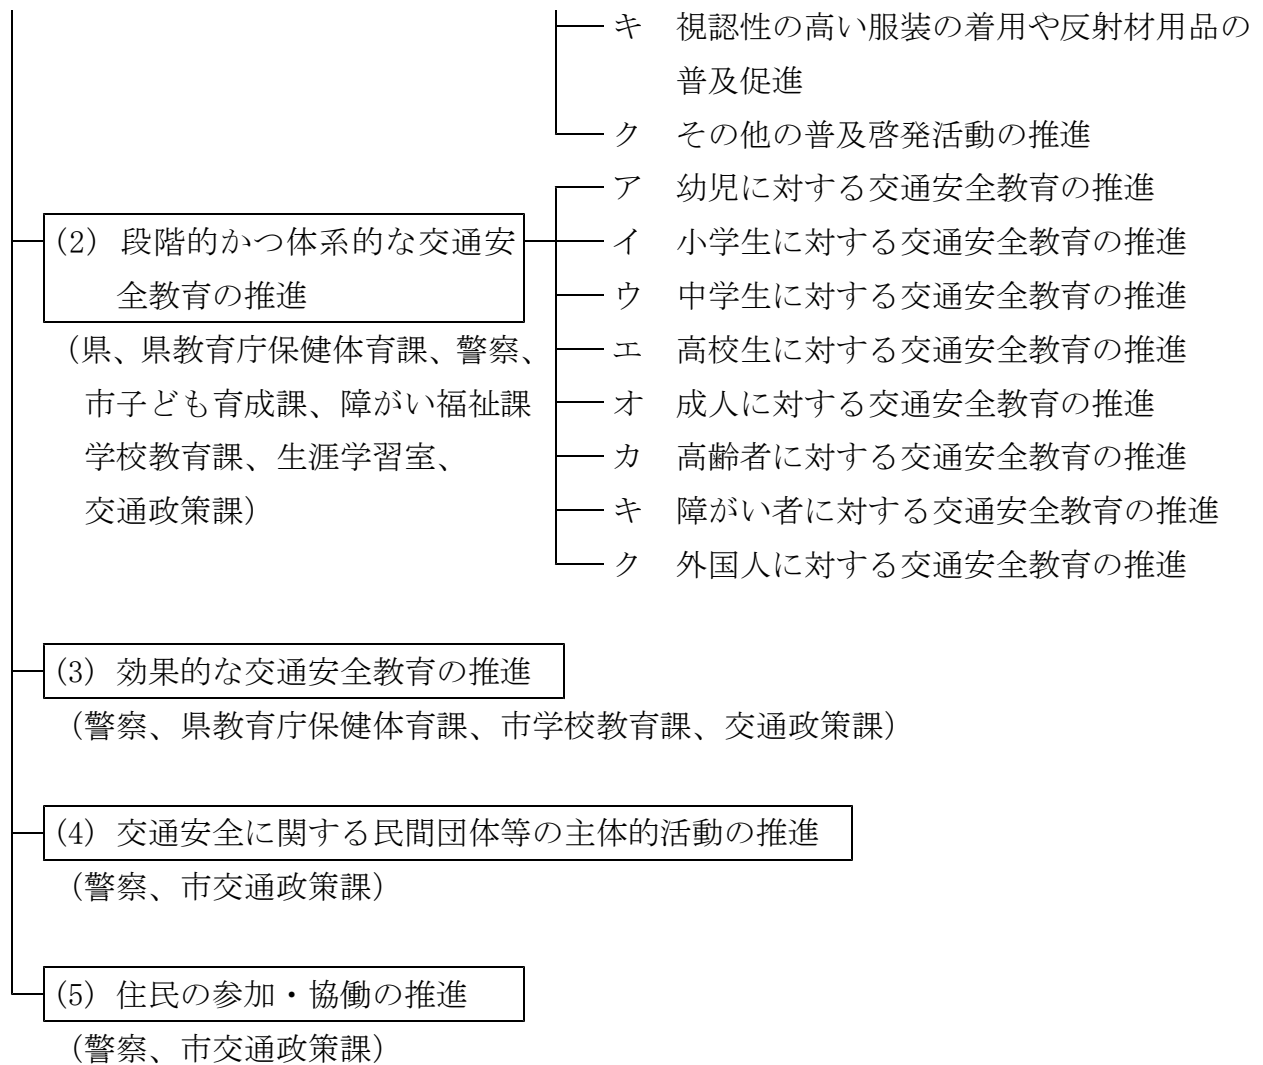 キ　視認性の高い服装の着用や反射材用品の
普及促進
ク　その他の普及啓発活動の推進
(2) 段階的かつ体系的な交通安
全教育の推進
（県、県教育庁保健体育課、警察、
市子ども育成課、障がい福祉課
学校教育課、生涯学習室、
交通政策課）
ア　幼児に対する交通安全教育の推進
イ　小学生に対する交通安全教育の推進
ウ　中学生に対する交通安全教育の推進
エ　高校生に対する交通安全教育の推進
オ　成人に対する交通安全教育の推進
カ　高齢者に対する交通安全教育の推進
キ　障がい者に対する交通安全教育の推進
ク　外国人に対する交通安全教育の推進
(3) 効果的な交通安全教育の推進
（警察、県教育庁保健体育課、市学校教育課、交通政策課）
(4) 交通安全に関する民間団体等の主体的活動の推進
（警察、市交通政策課）
(5) 住民の参加・協働の推進
（警察、市交通政策課）